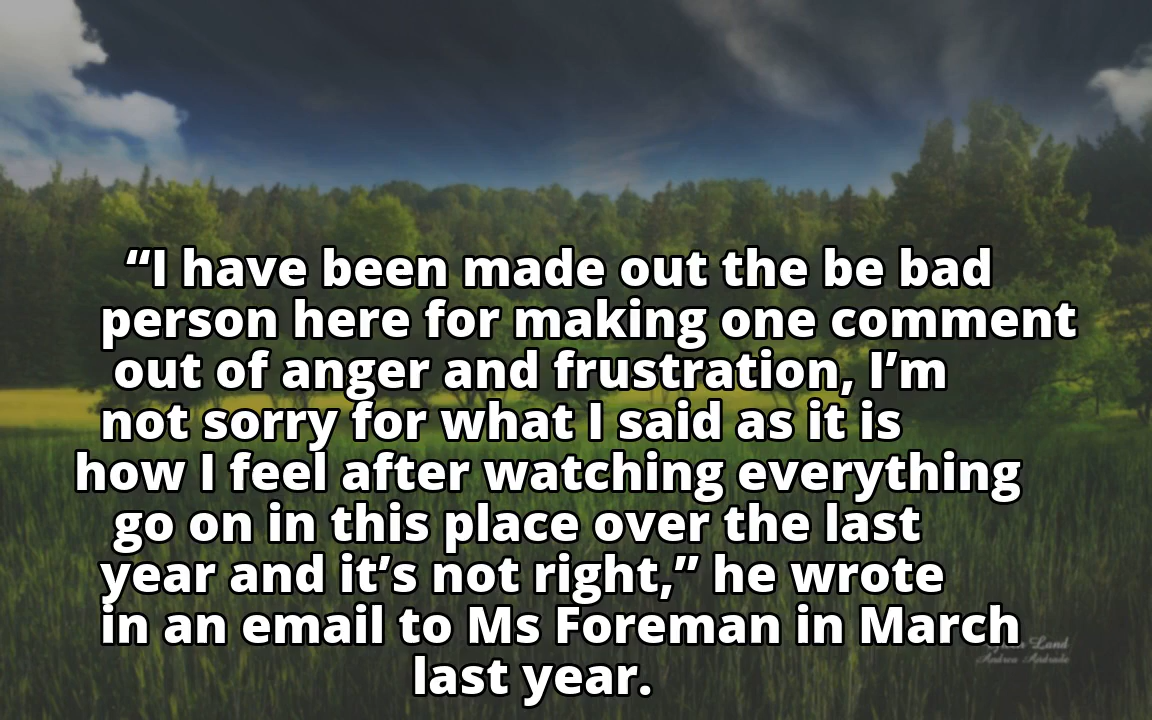 “I have been made out the be bad
person here for making one comment
out of anger and frustration, I’m
not sorry for what I said as it is
how I feel after watching everything
go on in this place over the last
year and it’s not right,” he wrote
in an email to Ms Foreman in March
Land
last year.